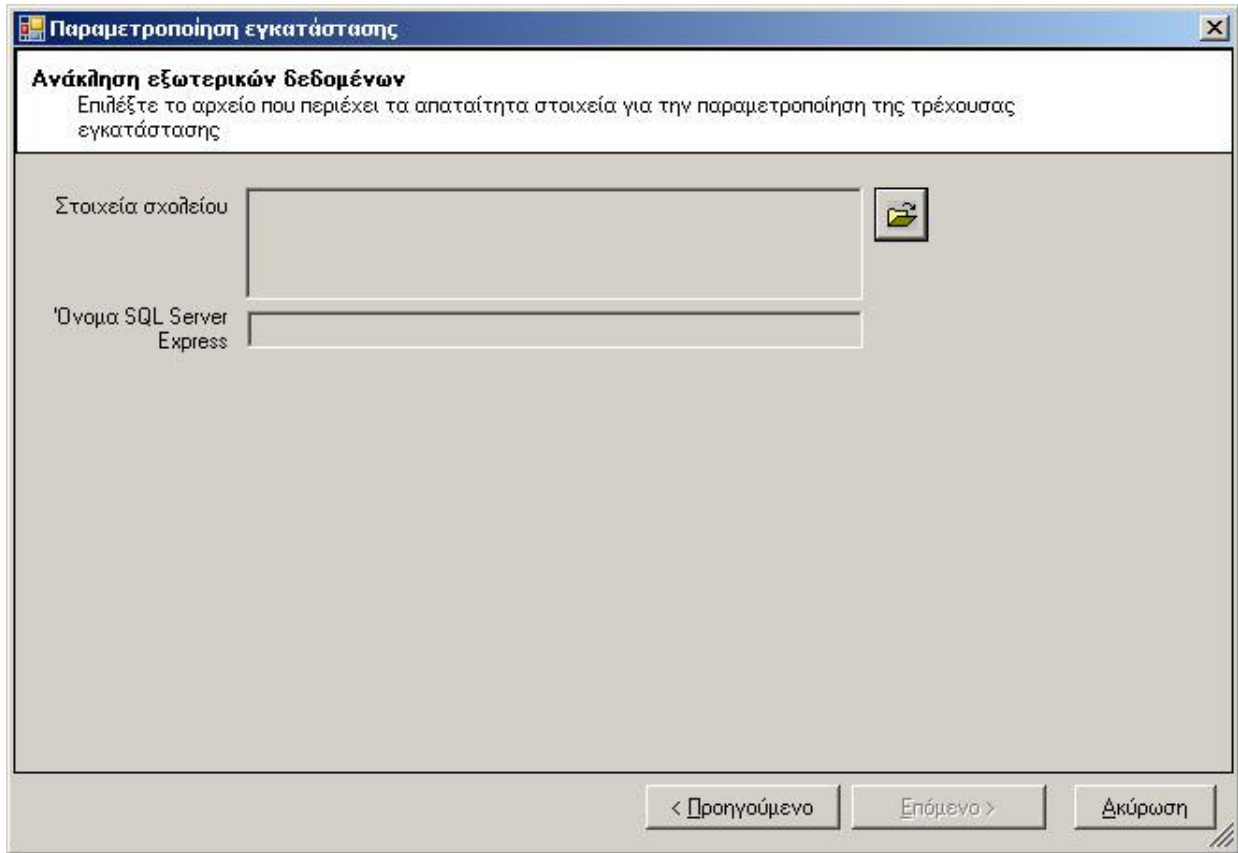 Παραμετροποίηση εγκατάστασης
Ανάκληση εξωτερικών δεδομένων
Επιλέξτε το αρχείο που περιέχει τα απαταίτητα στοιχεία για την παραμετροποίηση της τρέχουσας
εγκατάστασης
Στοιχεία σχολείου
Όνομα SQL Server
Express
< Προηγούμενο
Επόμενο >
Ακύρωση